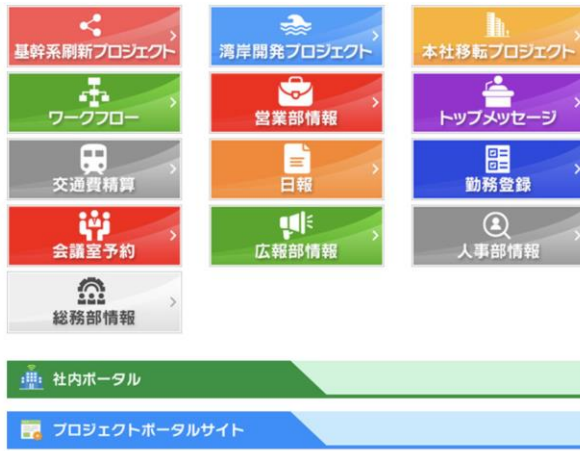 基幹系刷新プロジェクト
湾岸開発プロジェクト
本社移転プロジェクト
ワークフロー
営業部情報
トップメッセージ
交通費精算
日報
勤務登録
会議室予約
広報部情報
人事部情報
総務部情報
社内ポータル
プロジェクトポータルサイト